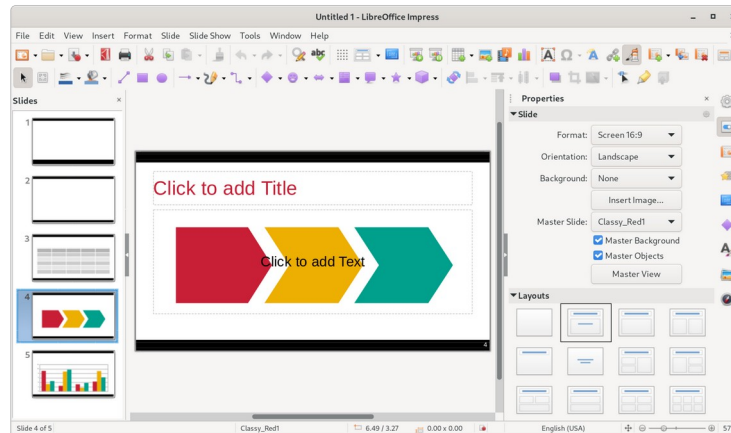 Untitled 1 - LibreOffice Impress
File Edit View Insert Format Slide Slide Show Tools Window Help
Slides
1
2
3
4
5
Click to add Title
Click to add Text
4
Properties
Slide
Format: Screen 16:9
Orientation: Landscape
Background: None
Insert Image...
Master Slide: Classy_Red1
Master Background
Master Objects
Master View
Layouts
Slide 4 of 5 Classy_Red1 6.49 / 3.27 0.00 x 0.00 English (USA) 57